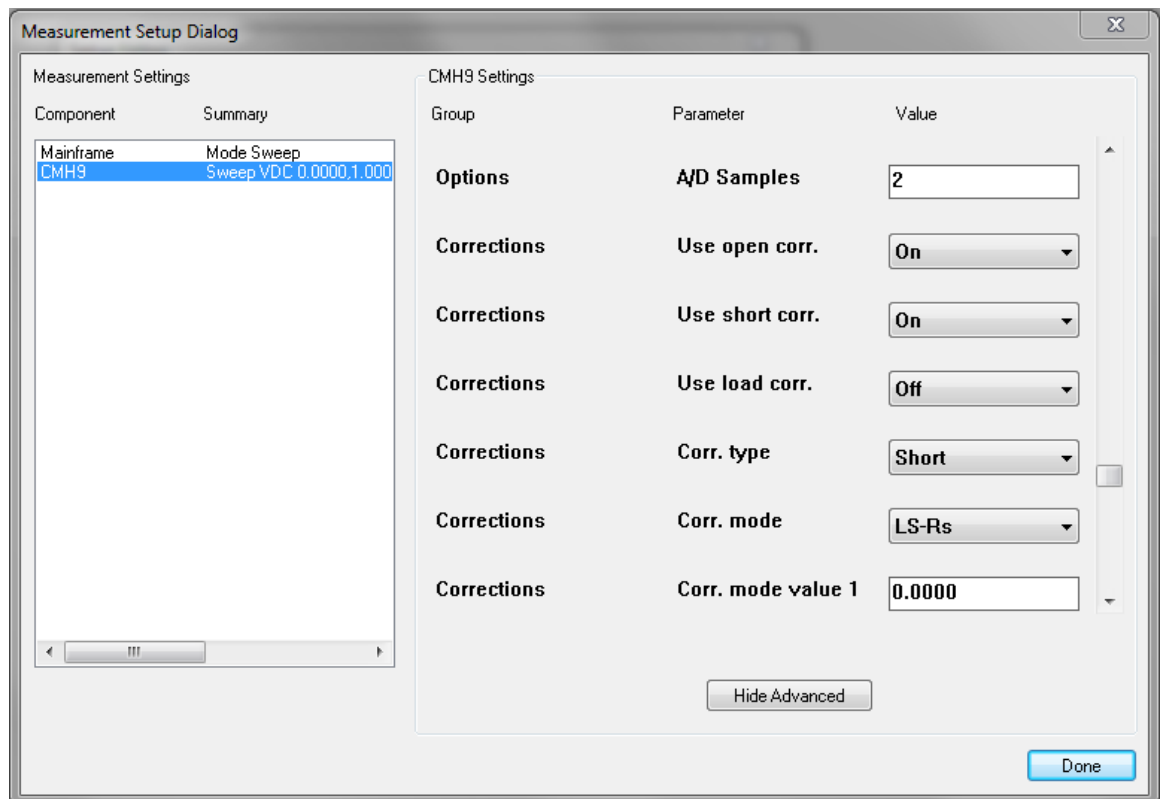 Measurement Setup Dialog
Measurement Settings
Component Summary
Mainframe Mode Sweep
CMH9 Sweep VDC 0.0000,1.000
CMH9 Settings
Group Parameter Value
Options A/D Samples 2
Corrections Use open corr. On
Corrections Use short corr. On
Corrections Use load corr. Off
Corrections Corr. type Short
Corrections Corr. mode LS-Rs
Corrections Corr. mode value 1 0.0000
Hide Advanced
Done